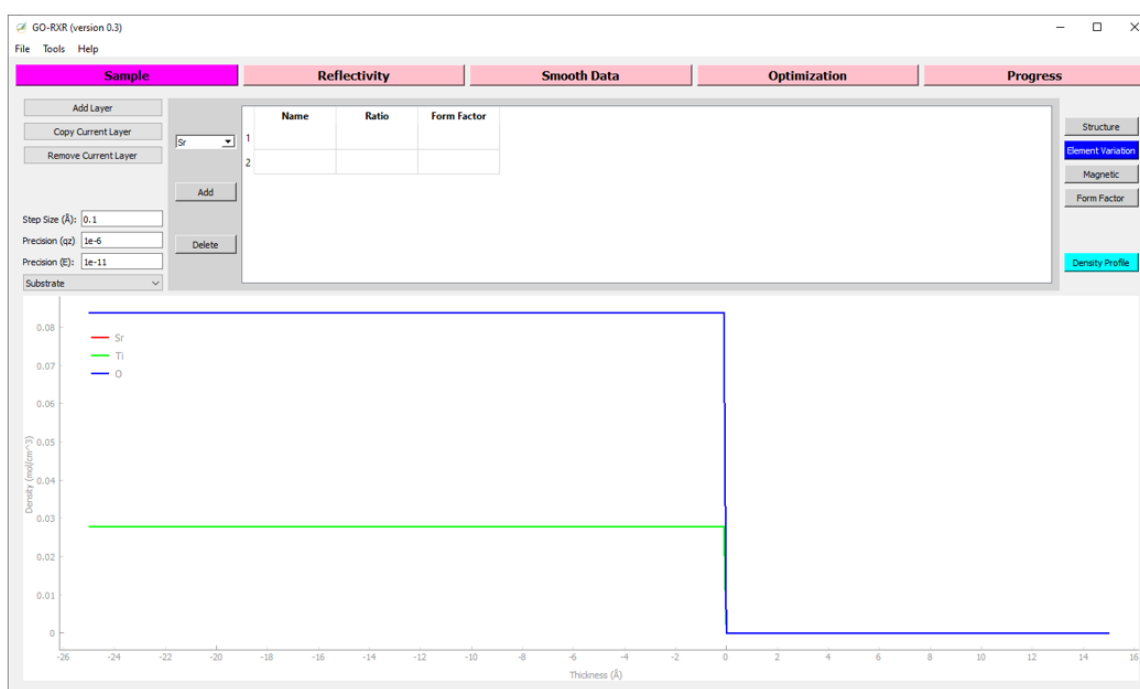 GO-RXR (version 0.3)
File Tools Help
Sample Reflectivity Smooth Data Optimization Progress
Add Layer
Copy Current Layer
Remove Current Layer
Step Size (Å): 0.1
Precision (qz) 1e-6
Precision (E): 1e-11
Substrate
Sr
Add
Delete
Name Ratio Form Factor
1
2
Structure
Element Variation
Magnetic
Form Factor
Density Profile
Density (mol/cm^3)
0.08
0.07
0.06
0.05
0.04
0.03
0.02
0.01
0
Sr
Ti
O
-26 -24 -22 -20 -18 -16 -14 -12 -10 -8 -6 -4 -2 0 2 4 6 8 10 12 14 16
Thickness (Å)